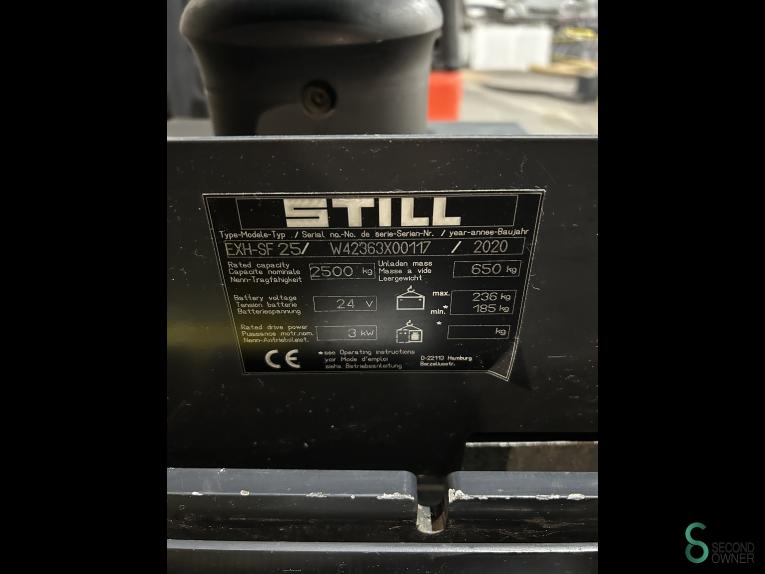 STILL
Type-Modele-Typ ./ Serial no.-No. de serie-Serien-Nr. / year-annee-Baujahr
EXH-SF 25/ W42363X00117 / 2020
Rated capacity
Capacite nominale
Nenn-Tragfähigkeit
2500 kg
Unladen mass
Masse a vide
Leergewicht
650 kg
Battery voltage
Tension batterie
Batteriespannung
24 V
max. 236 kg
min.* 185 kg
Rated drive power
Puissance motr.nom.
Nenn-Antriebsleist.
3 kW
* kg
CE
*see Operating instructions
voir Mode d'emploi
siehe Betriebsanleitung
D-22113 Hamburg
Berzeliusstr.
SECOND
OWNER